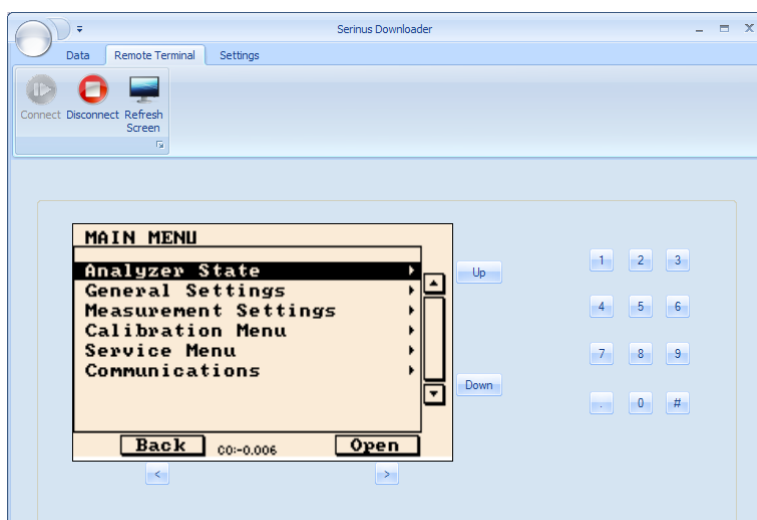 Serinus Downloader
Data Remote Terminal Settings
Connect Disconnect Refresh
Screen
MAIN MENU
Analyzer State
General Settings
Measurement Settings
Calibration Menu
Service Menu
Communications
Back CO:-0.006 Open
< >
Up
Down
1 2 3
4 5 6
7 8 9
. 0 #